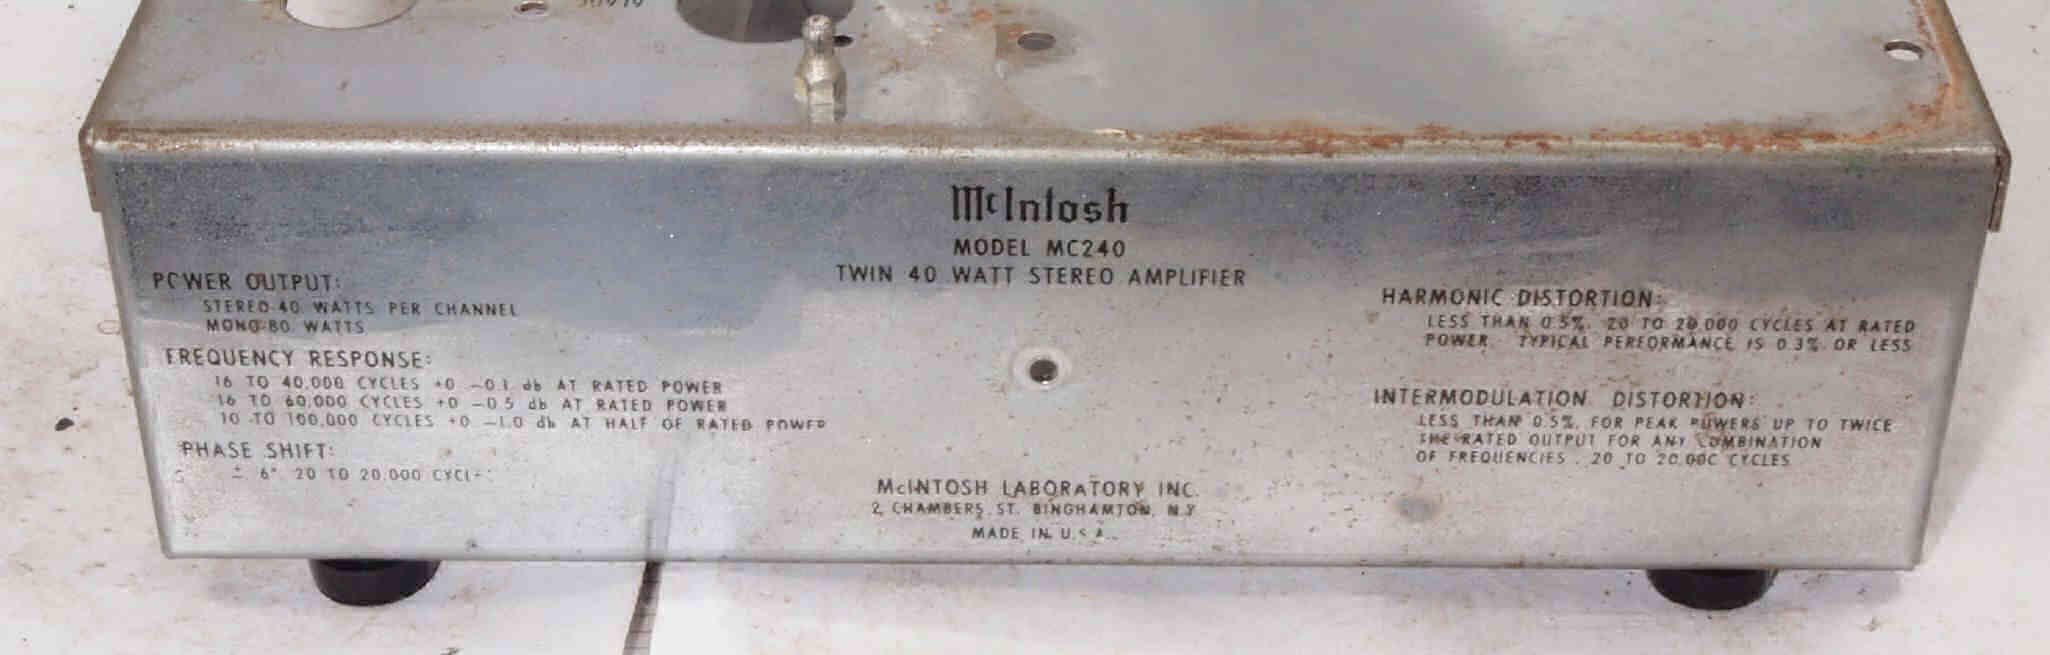 McIntosh
MODEL MC240
TWIN 40 WATT STEREO AMPLIFIER
POWER OUTPUT:
STEREO-40 WATTS PER CHANNEL
MONO-80 WATTS
FREQUENCY RESPONSE:
16 TO 40,000 CYCLES +0 -0.1 db AT RATED POWER
16 TO 60,000 CYCLES +0 -0.5 db AT RATED POWER
10 TO 100,000 CYCLES +0 -1.0 db AT HALF OF RATED POWER
PHASE SHIFT:
± 6° 20 TO 20,000 CYCLES
HARMONIC DISTORTION:
LESS THAN 0.5%, 20 TO 20,000 CYCLES AT RATED
POWER. TYPICAL PERFORMANCE IS 0.3% OR LESS
INTERMODULATION DISTORTION:
LESS THAN 0.5%, FOR PEAK POWERS UP TO TWICE
THE RATED OUTPUT FOR ANY COMBINATION
OF FREQUENCIES, 20 TO 20,000 CYCLES
McINTOSH LABORATORY INC.
2 CHAMBERS ST. BINGHAMTON, N.Y.
MADE IN U.S.A.